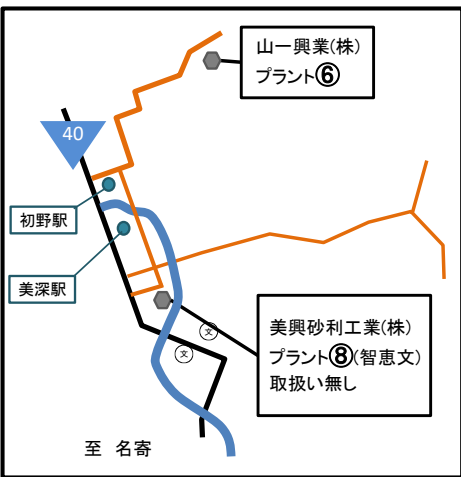 山一興業(株)
プラント⑥
40
初野駅
美深駅
文
文
美興砂利工業(株)
プラント⑧(智恵文)
取扱い無し
至 名寄